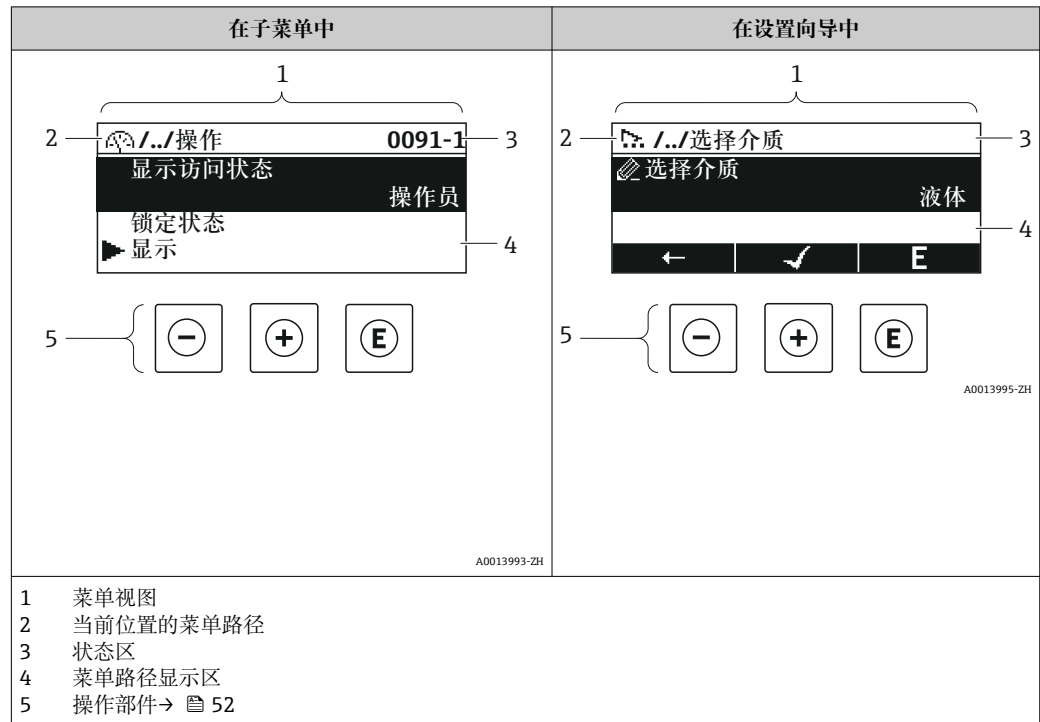 在子菜单中
在设置向导中
1
2 /../操作 0091-1 3
显示访问状态
操作员
锁定状态
显示 4
5 − + E
A0013993-ZH
1
2 /../选择介质 3
选择介质
液体
4
← ✓ E
5 − + E
A0013995-ZH
1 菜单视图
2 当前位置的菜单路径
3 状态区
4 菜单路径显示区
5 操作部件→ 52